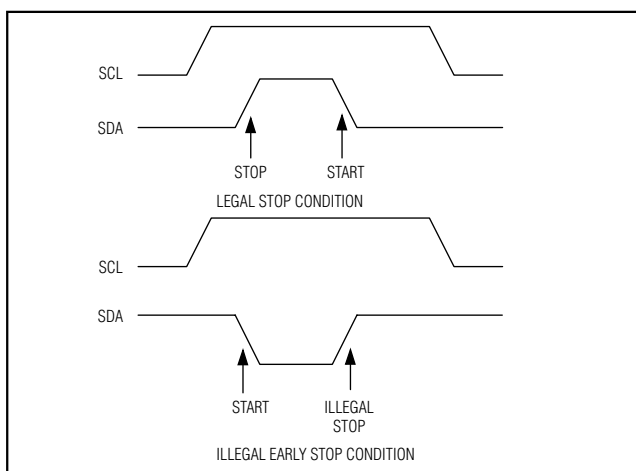 SCL
SDA
STOP START
LEGAL STOP CONDITION
SCL
SDA
START ILLEGAL
STOP
ILLEGAL EARLY STOP CONDITION